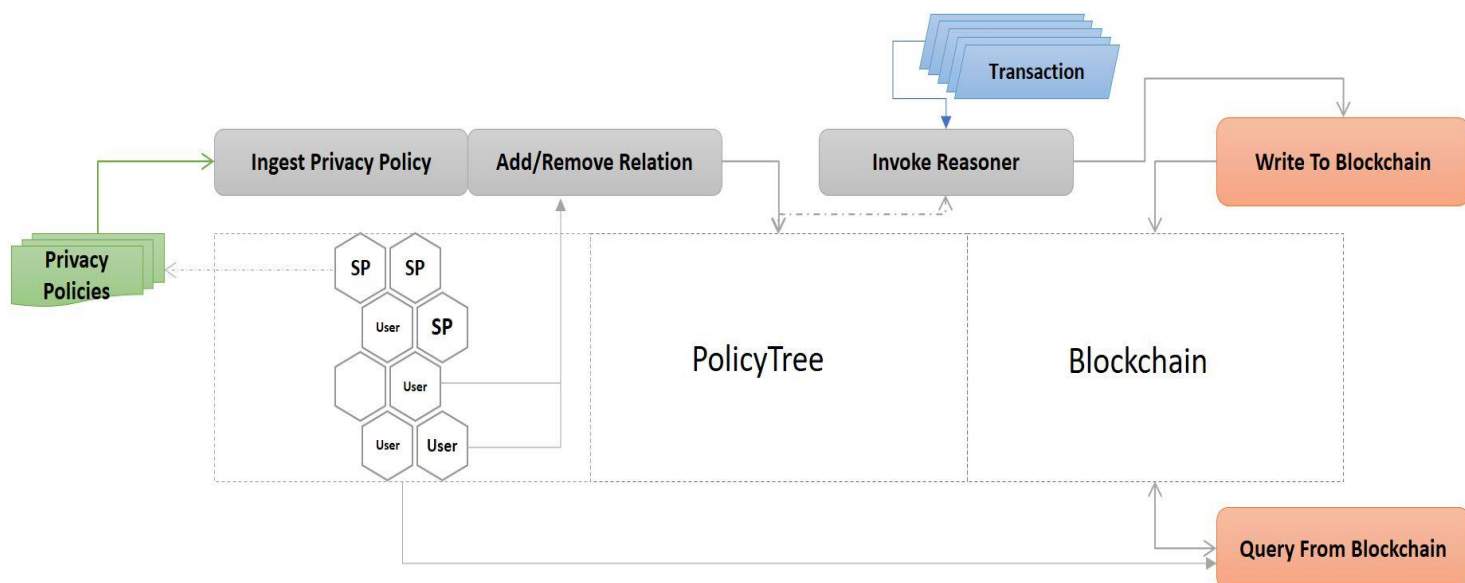 Transaction
Ingest Privacy Policy
Add/Remove Relation
Invoke Reasoner
Write To Blockchain
Privacy
Policies
SP
SP
User
SP
User
User
User
PolicyTree
Blockchain
Query From Blockchain